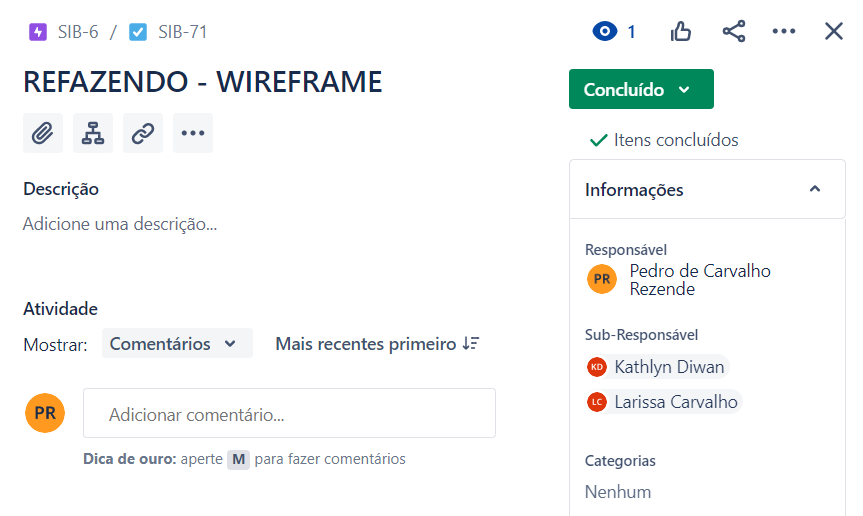 SIB-6 / SIB-71
1
REFAZENDO - WIREFRAME
Concluído
Itens concluídos
Descrição
Adicione uma descrição...
Atividade
Mostrar: Comentários Mais recentes primeiro
PR Adicionar comentário...
Dica de ouro: aperte M para fazer comentários
Informações
Responsável
PR Pedro de Carvalho
Rezende
Sub-Responsável
KD Kathlyn Diwan
LC Larissa Carvalho
Categorias
Nenhum